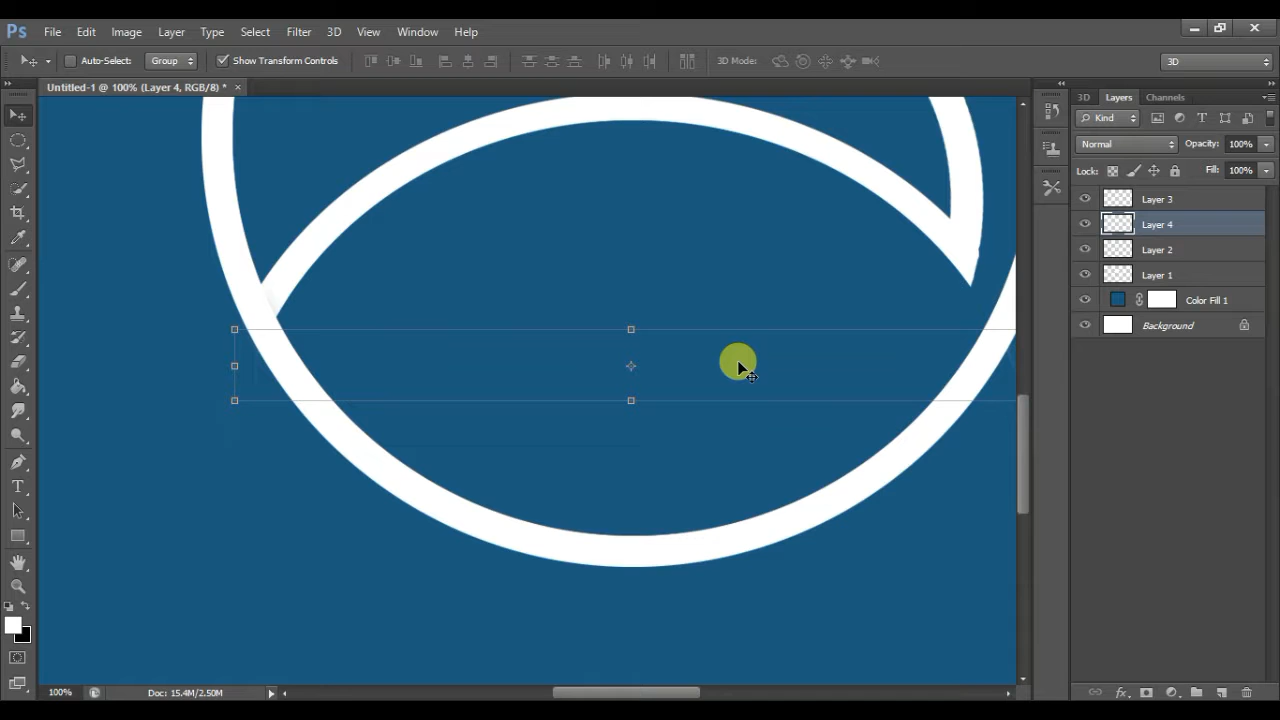 Ps File Edit Image Layer Type Select Filter 3D View Window Help
Auto-Select: Group Show Transform Controls 3D Mode: 3D
Untitled-1 @ 100% (Layer 4, RGB/8) * ×
3D Layers Channels
Kind
Normal Opacity: 100%
Lock: Fill: 100%
Layer 3
Layer 4
Layer 2
Layer 1
Color Fill 1
Background
T
fx
100% Doc: 15.4M/2.50M